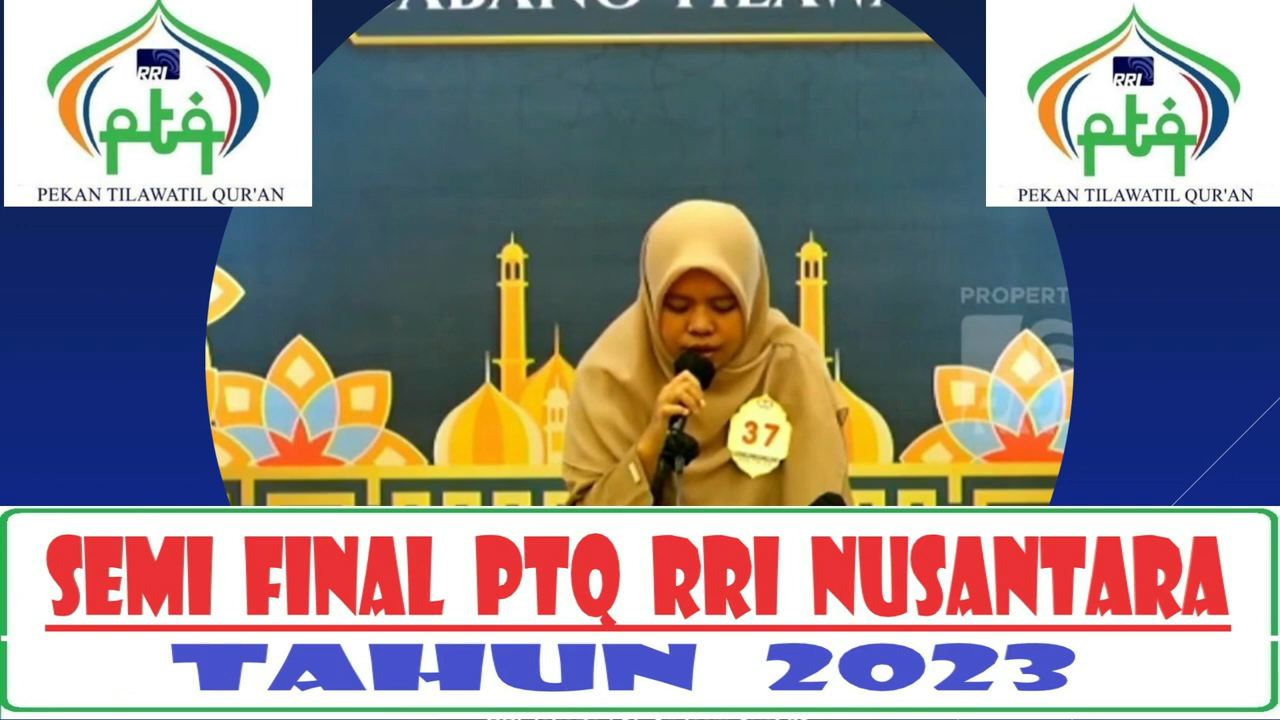 RRI
ptq
PEKAN TILAWATIL QUR'AN
RRI
ptq
PEKAN TILAWATIL QUR'AN
PROPERT
37
SEMI FINAL PTQ RRI NUSANTARA
TAHUN 2023